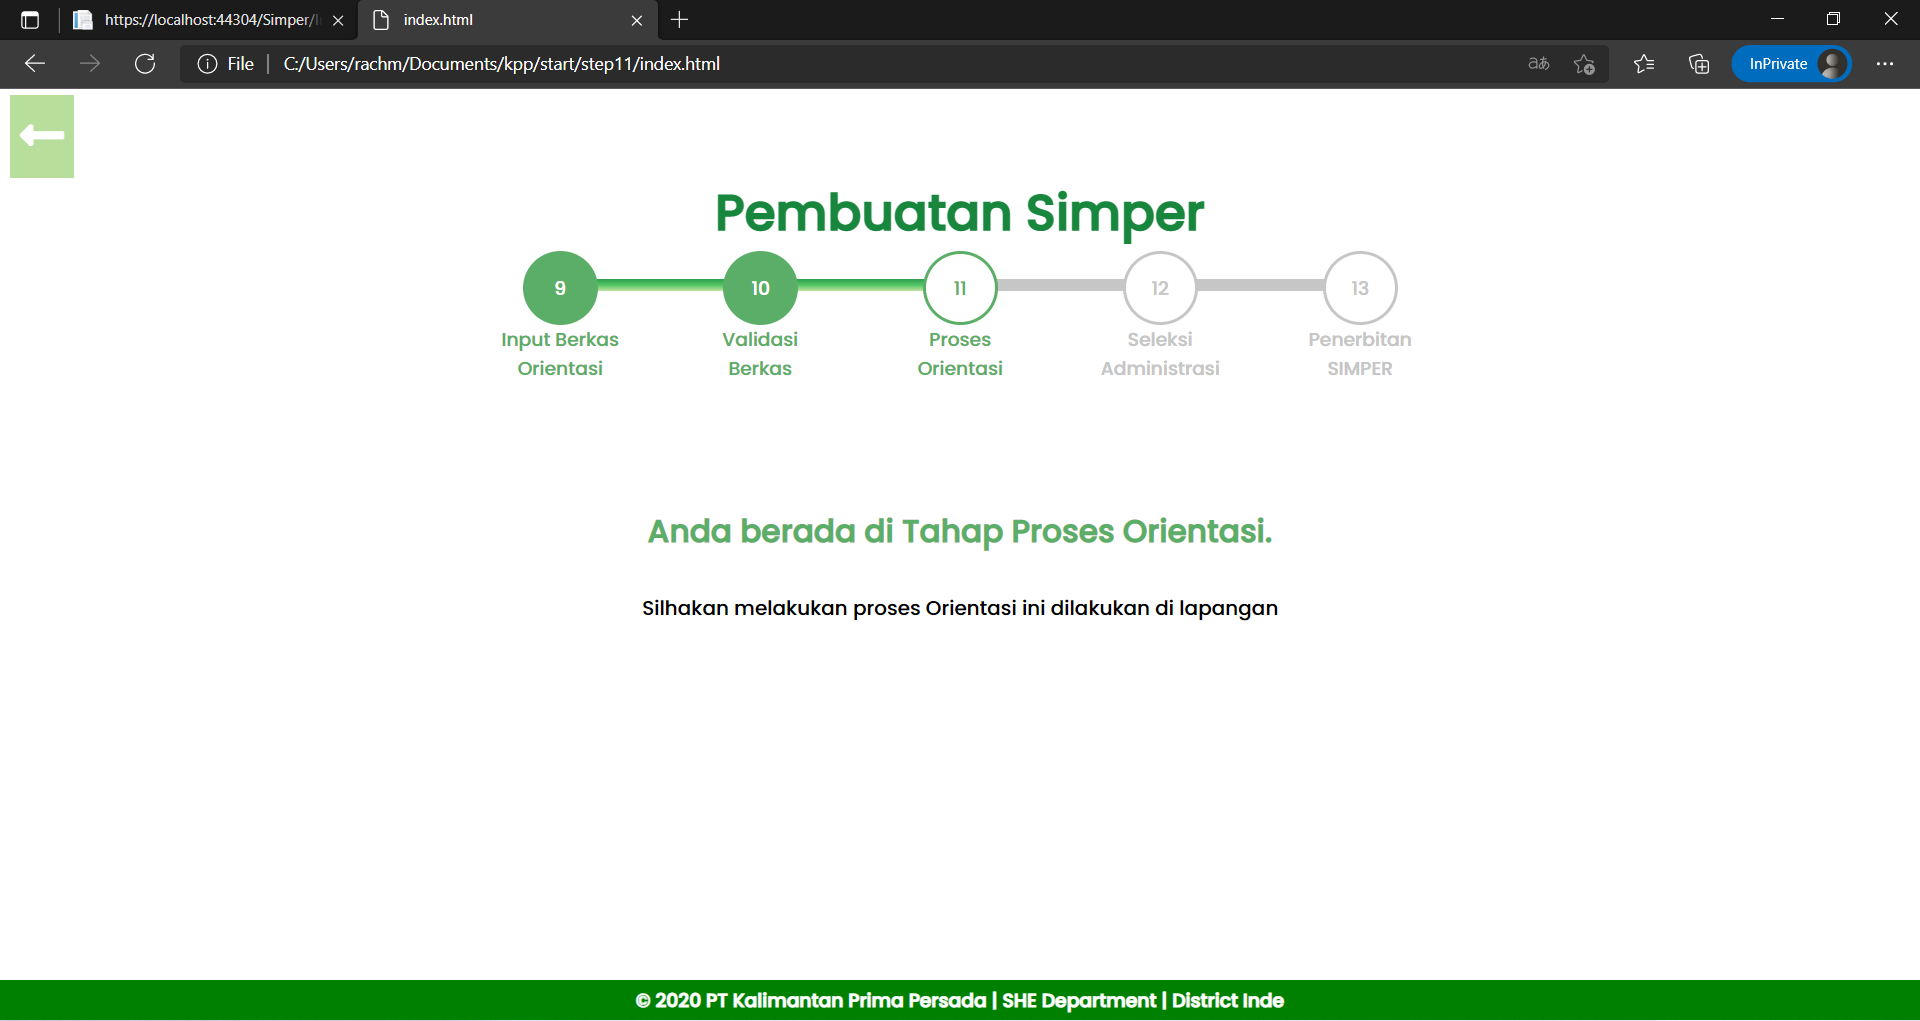 https://localhost:44304/Simper/
index.html
File
C:/Users/rachm/Documents/kpp/start/step11/index.html
aあ
InPrivate
Pembuatan Simper
9
10
11
12
13
Input Berkas
Orientasi
Validasi
Berkas
Proses
Orientasi
Seleksi
Administrasi
Penerbitan
SIMPER
Anda berada di Tahap Proses Orientasi.
Silhakan melakukan proses Orientasi ini dilakukan di lapangan
© 2020 PT Kalimantan Prima Persada | SHE Department | District Inde